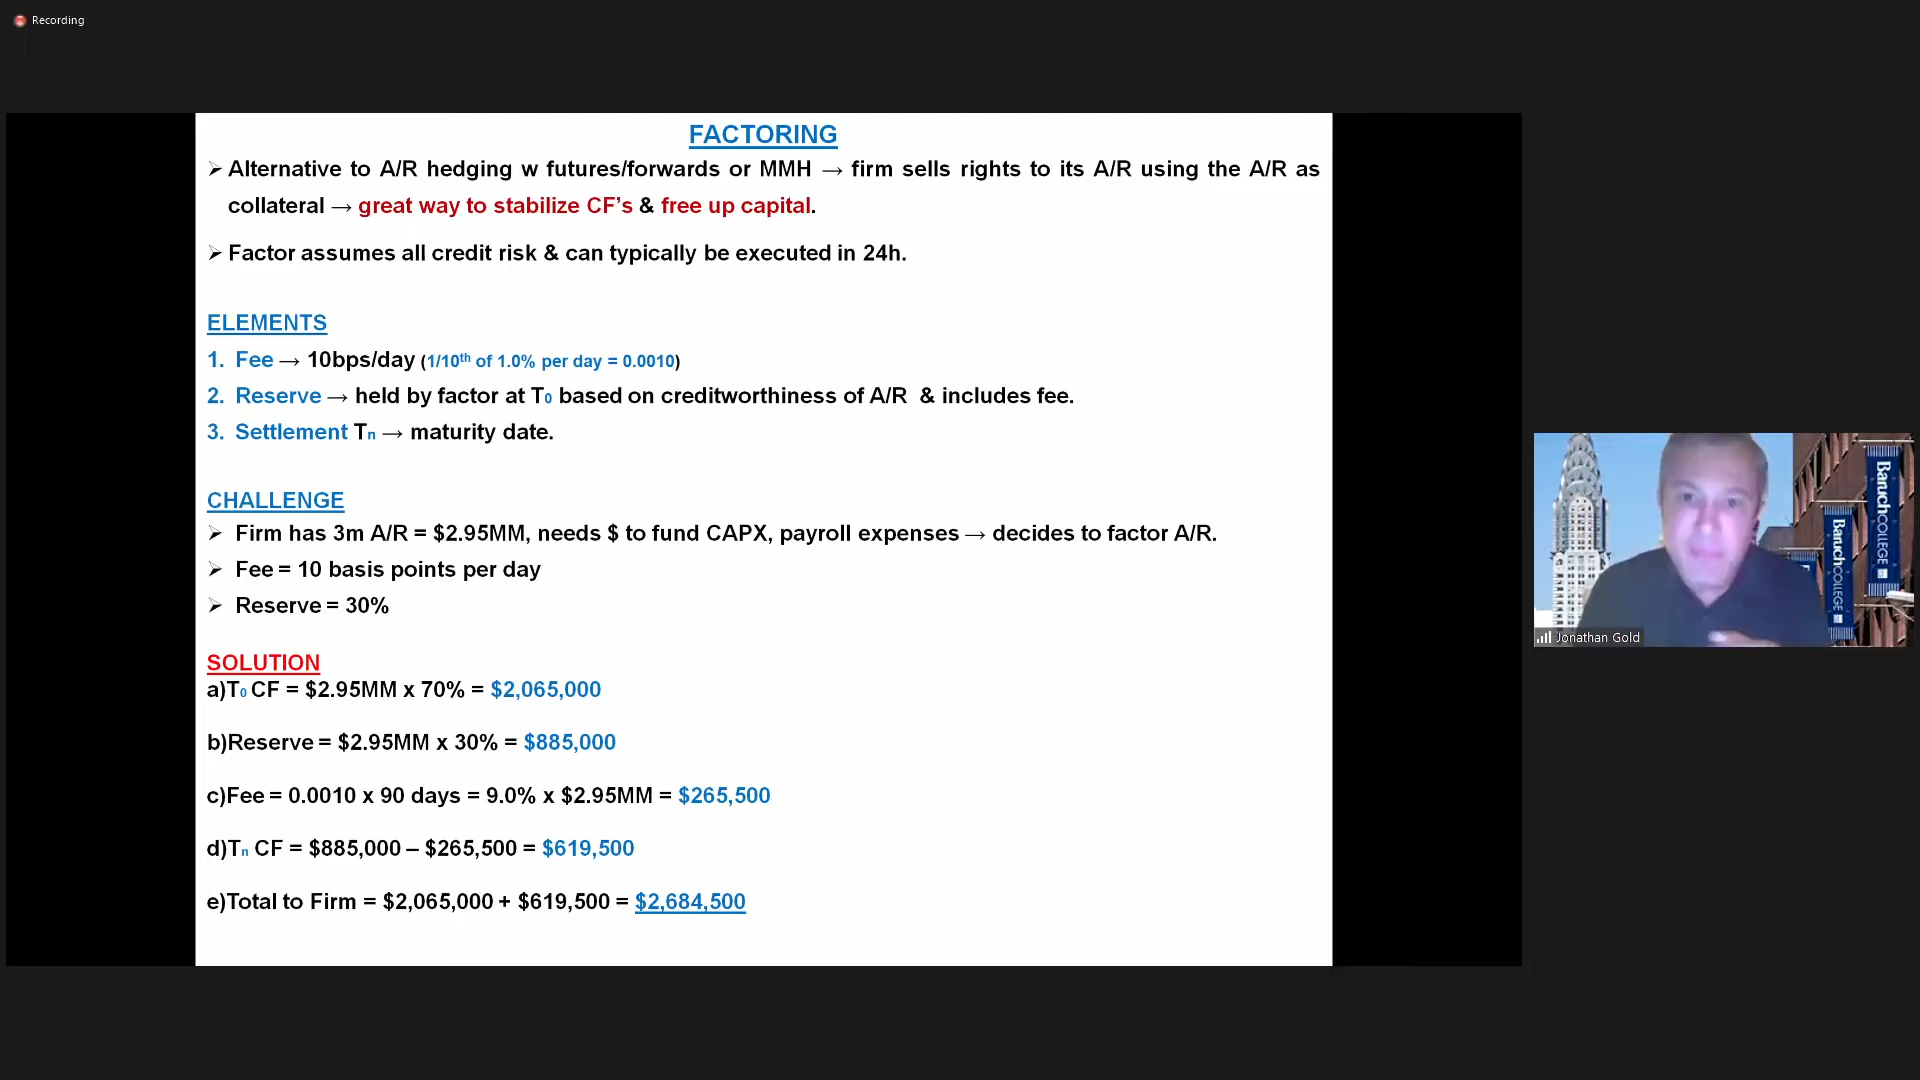 Recording
FACTORING
➢ Alternative to A/R hedging w futures/forwards or MMH → firm sells rights to its A/R using the A/R as
collateral → great way to stabilize CF’s & free up capital.
➢ Factor assumes all credit risk & can typically be executed in 24h.
ELEMENTS
1. Fee → 10bps/day (1/10th of 1.0% per day = 0.0010)
2. Reserve → held by factor at T0 based on creditworthiness of A/R & includes fee.
3. Settlement Tn → maturity date.
CHALLENGE
➢ Firm has 3m A/R = $2.95MM, needs $ to fund CAPX, payroll expenses → decides to factor A/R.
➢ Fee = 10 basis points per day
➢ Reserve = 30%
SOLUTION
a)T0 CF = $2.95MM x 70% = $2,065,000
b)Reserve = $2.95MM x 30% = $885,000
c)Fee = 0.0010 x 90 days = 9.0% x $2.95MM = $265,500
d)Tn CF = $885,000 – $265,500 = $619,500
e)Total to Firm = $2,065,000 + $619,500 = $2,684,500
Baruch COLLEGE
Baruch COLLEGE
Jonathan Gold